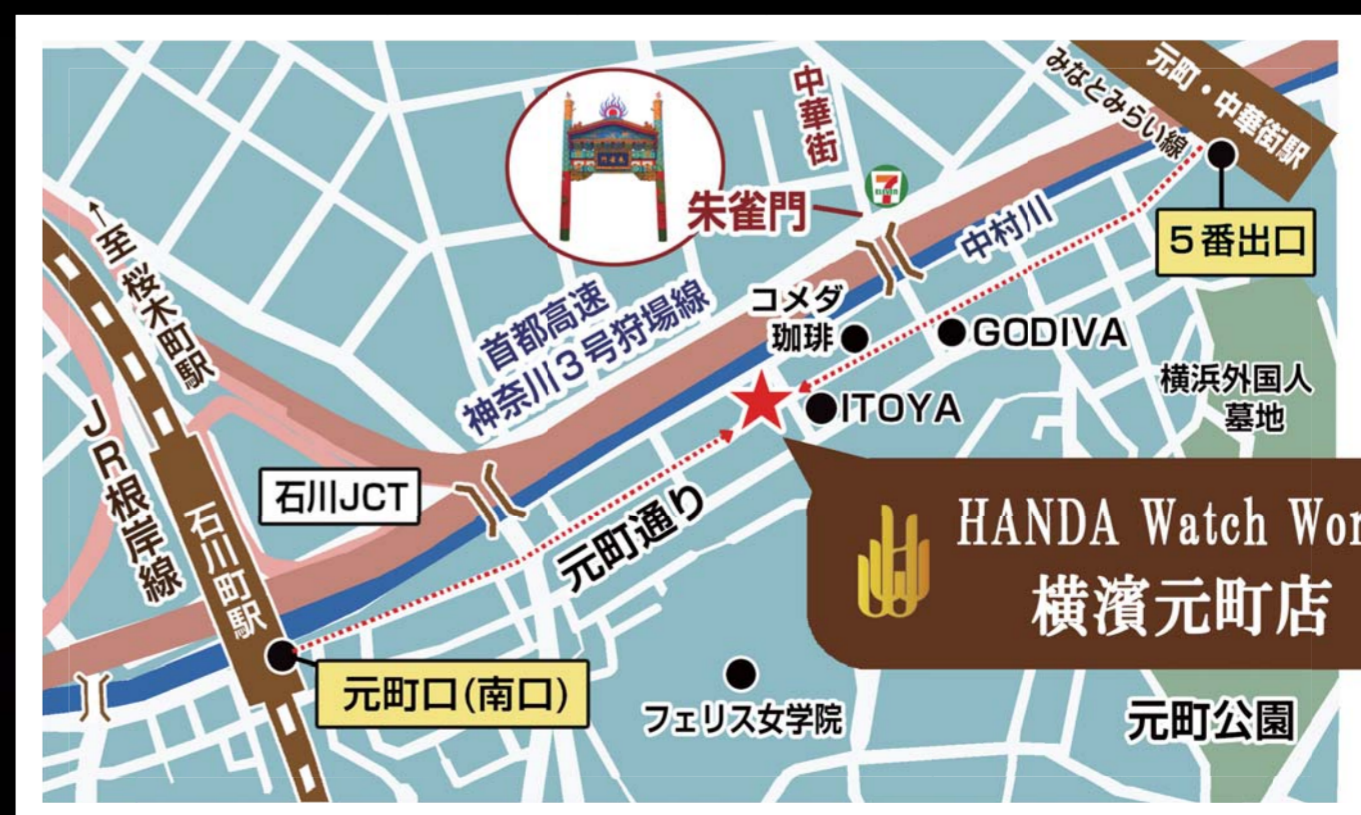 元町・中華街駅
みなとみらい線
中華街
7
ELEVEN
朱雀門
中村川
5番出口
↑至桜木町駅
首都高速
神奈川3号狩場線
コメダ
珈琲
GODIVA
横浜外国人
墓地
ITOYA
JR根岸線
石川JCT
元町通り
石川町駅
HANDA Watch Wor
横濱元町店
元町口(南口)
フェリス女学院
元町公園